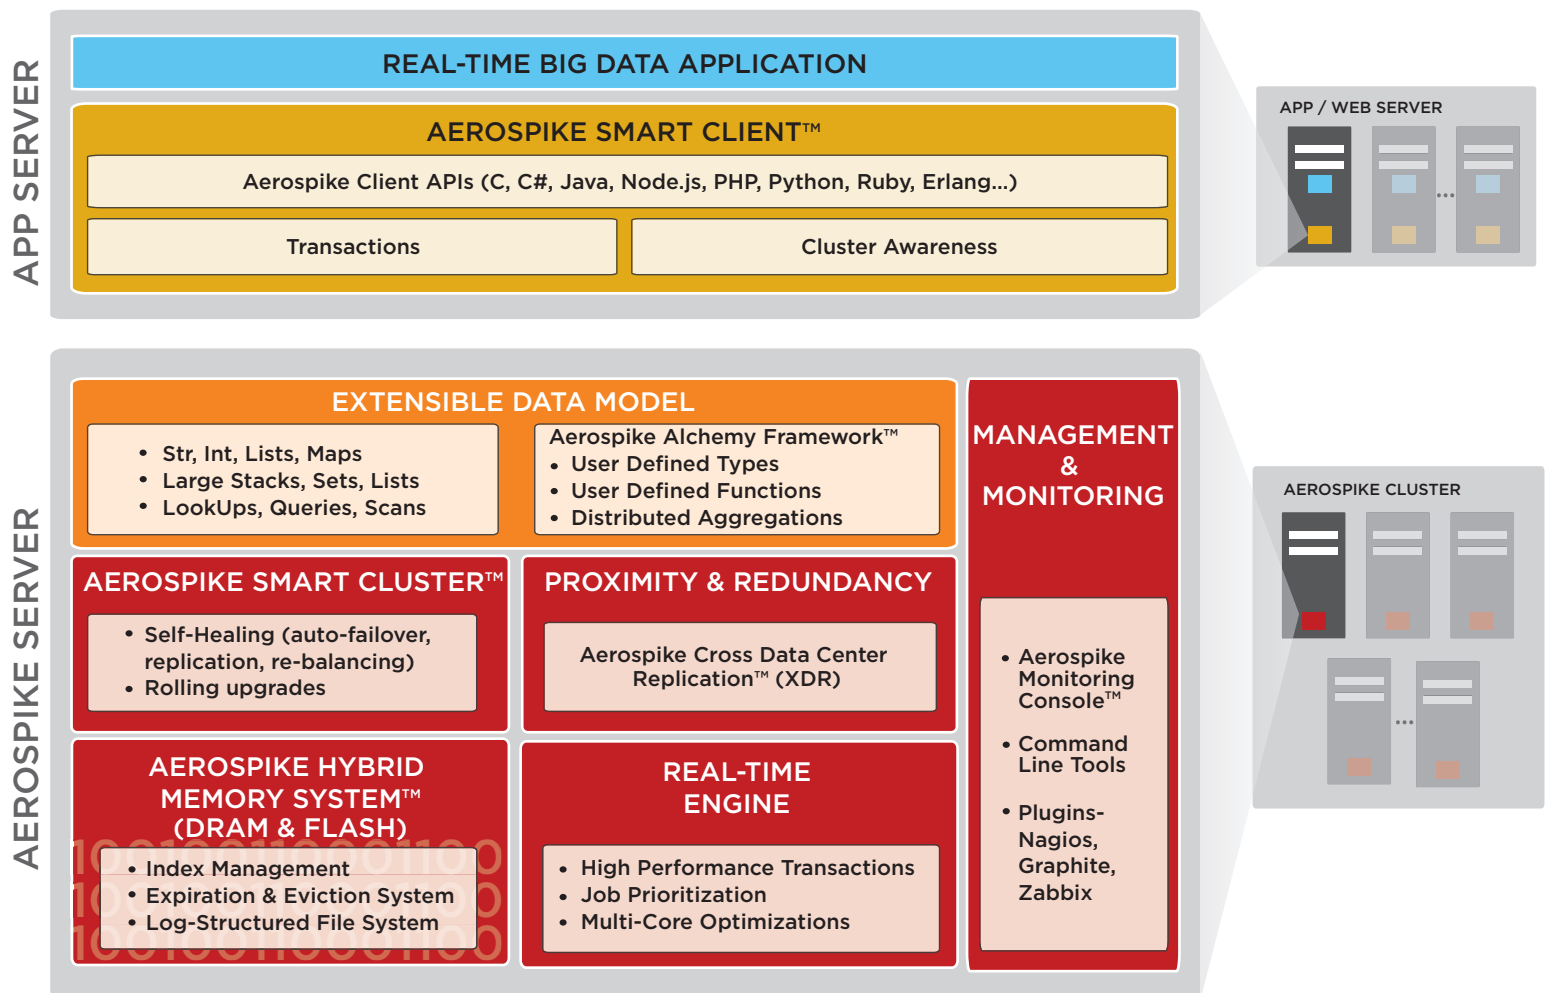 APP SERVER
REAL-TIME BIG DATA APPLICATION
AEROSPIKE SMART CLIENT™
Aerospike Client APIs (C, C#, Java, Node.js, PHP, Python, Ruby, Erlang...)
Transactions
Cluster Awareness
APP / WEB SERVER
...
AEROSPIKE SERVER
EXTENSIBLE DATA MODEL
• Str, Int, Lists, Maps
• Large Stacks, Sets, Lists
• LookUps, Queries, Scans
Aerospike Alchemy Framework™
• User Defined Types
• User Defined Functions
• Distributed Aggregations
AEROSPIKE SMART CLUSTER™
• Self-Healing (auto-failover,
replication, re-balancing)
• Rolling upgrades
PROXIMITY & REDUNDANCY
Aerospike Cross Data Center
Replication™ (XDR)
AEROSPIKE HYBRID
MEMORY SYSTEM™
(DRAM & FLASH)
100100110001100
100100110001100
100100110001100
• Index Management
• Expiration & Eviction System
• Log-Structured File System
REAL-TIME
ENGINE
• High Performance Transactions
• Job Prioritization
• Multi-Core Optimizations
MANAGEMENT
&
MONITORING
• Aerospike
Monitoring
Console™
• Command
Line Tools
• Plugins-
Nagios,
Graphite,
Zabbix
AEROSPIKE CLUSTER
...